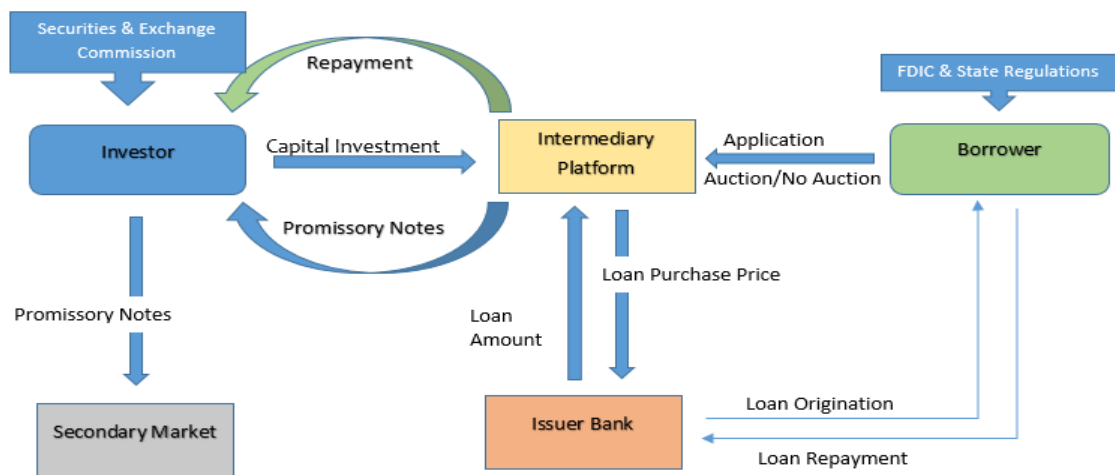 Securities & Exchange
Commission
Repayment
FDIC & State Regulations
Investor
Capital Investment
Intermediary
Platform
Application
Auction/No Auction
Borrower
Promissory Notes
Loan Purchase Price
Promissory Notes
Loan
Amount
Secondary Market
Issuer Bank
Loan Origination
Loan Repayment